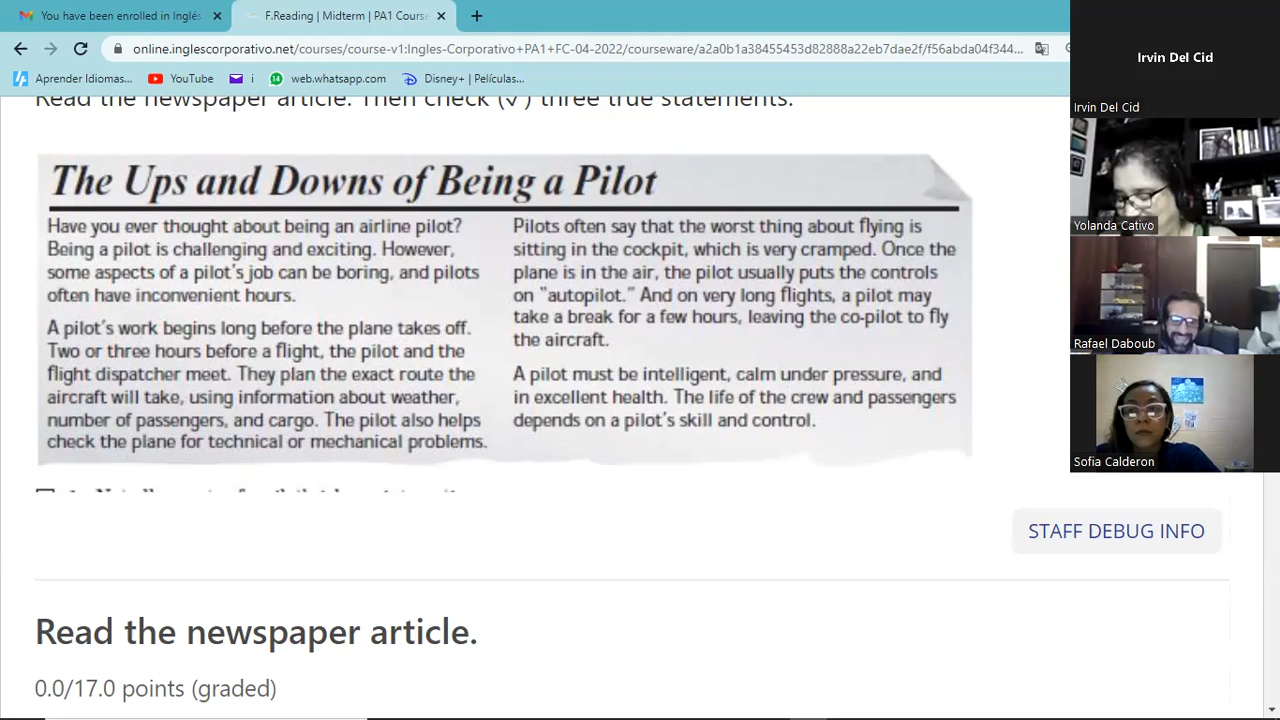 You have been enrolled in Inglés
F.Reading | Midterm | PA1 Course
online.inglescorporativo.net/courses/course-v1:Ingles-Corporativo+PA1+FC-04-2022/courseware/a2a0b1a38455453d82888a22eb7dae2f/f56abda04f344...
Aprender Idiomas...
YouTube
i
web.whatsapp.com
Disney+ | Películas...
Read the newspaper article. Then check (✓) three true statements.
The Ups and Downs of Being a Pilot
Have you ever thought about being an airline pilot?
Being a pilot is challenging and exciting. However,
some aspects of a pilot's job can be boring, and pilots
often have inconvenient hours.
A pilot's work begins long before the plane takes off.
Two or three hours before a flight, the pilot and the
flight dispatcher meet. They plan the exact route the
aircraft will take, using information about weather,
number of passengers, and cargo. The pilot also helps
check the plane for technical or mechanical problems.
Pilots often say that the worst thing about flying is
sitting in the cockpit, which is very cramped. Once the
plane is in the air, the pilot usually puts the controls
on "autopilot." And on very long flights, a pilot may
take a break for a few hours, leaving the co-pilot to fly
the aircraft.
A pilot must be intelligent, calm under pressure, and
in excellent health. The life of the crew and passengers
depends on a pilot's skill and control.
STAFF DEBUG INFO
Read the newspaper article.
0.0/17.0 points (graded)
Irvin Del Cid
Irvin Del Cid
Yolanda Cativo
Rafael Daboub
Sofia Calderon